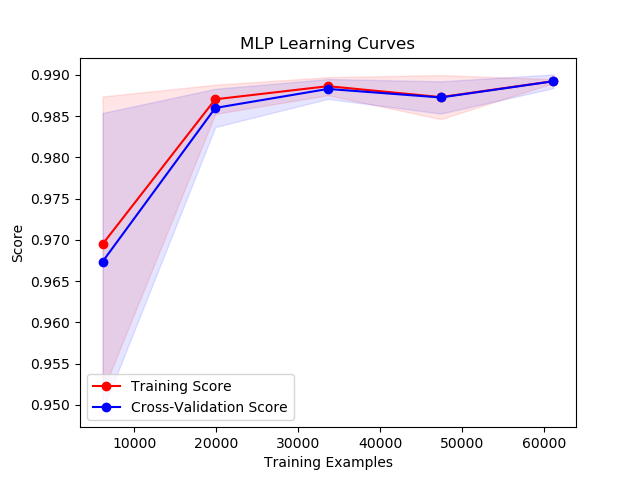 MLP Learning Curves
0.990
0.985
0.980
0.975
0.970
0.965
0.960
0.955
0.950
Score
Training Score
Cross-Validation Score
10000 20000 30000 40000 50000 60000
Training Examples